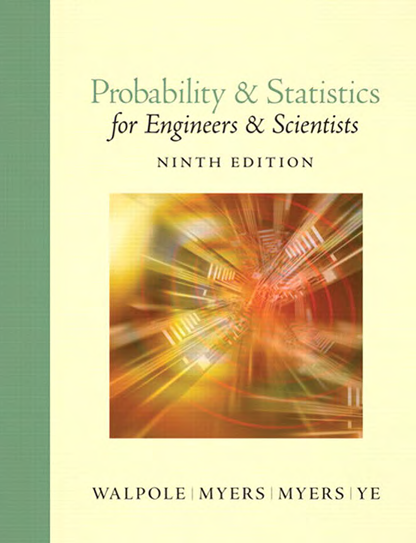 Probability & Statistics
for Engineers & Scientists
NINTH EDITION
WALPOLE|MYERS|MYERS|YE